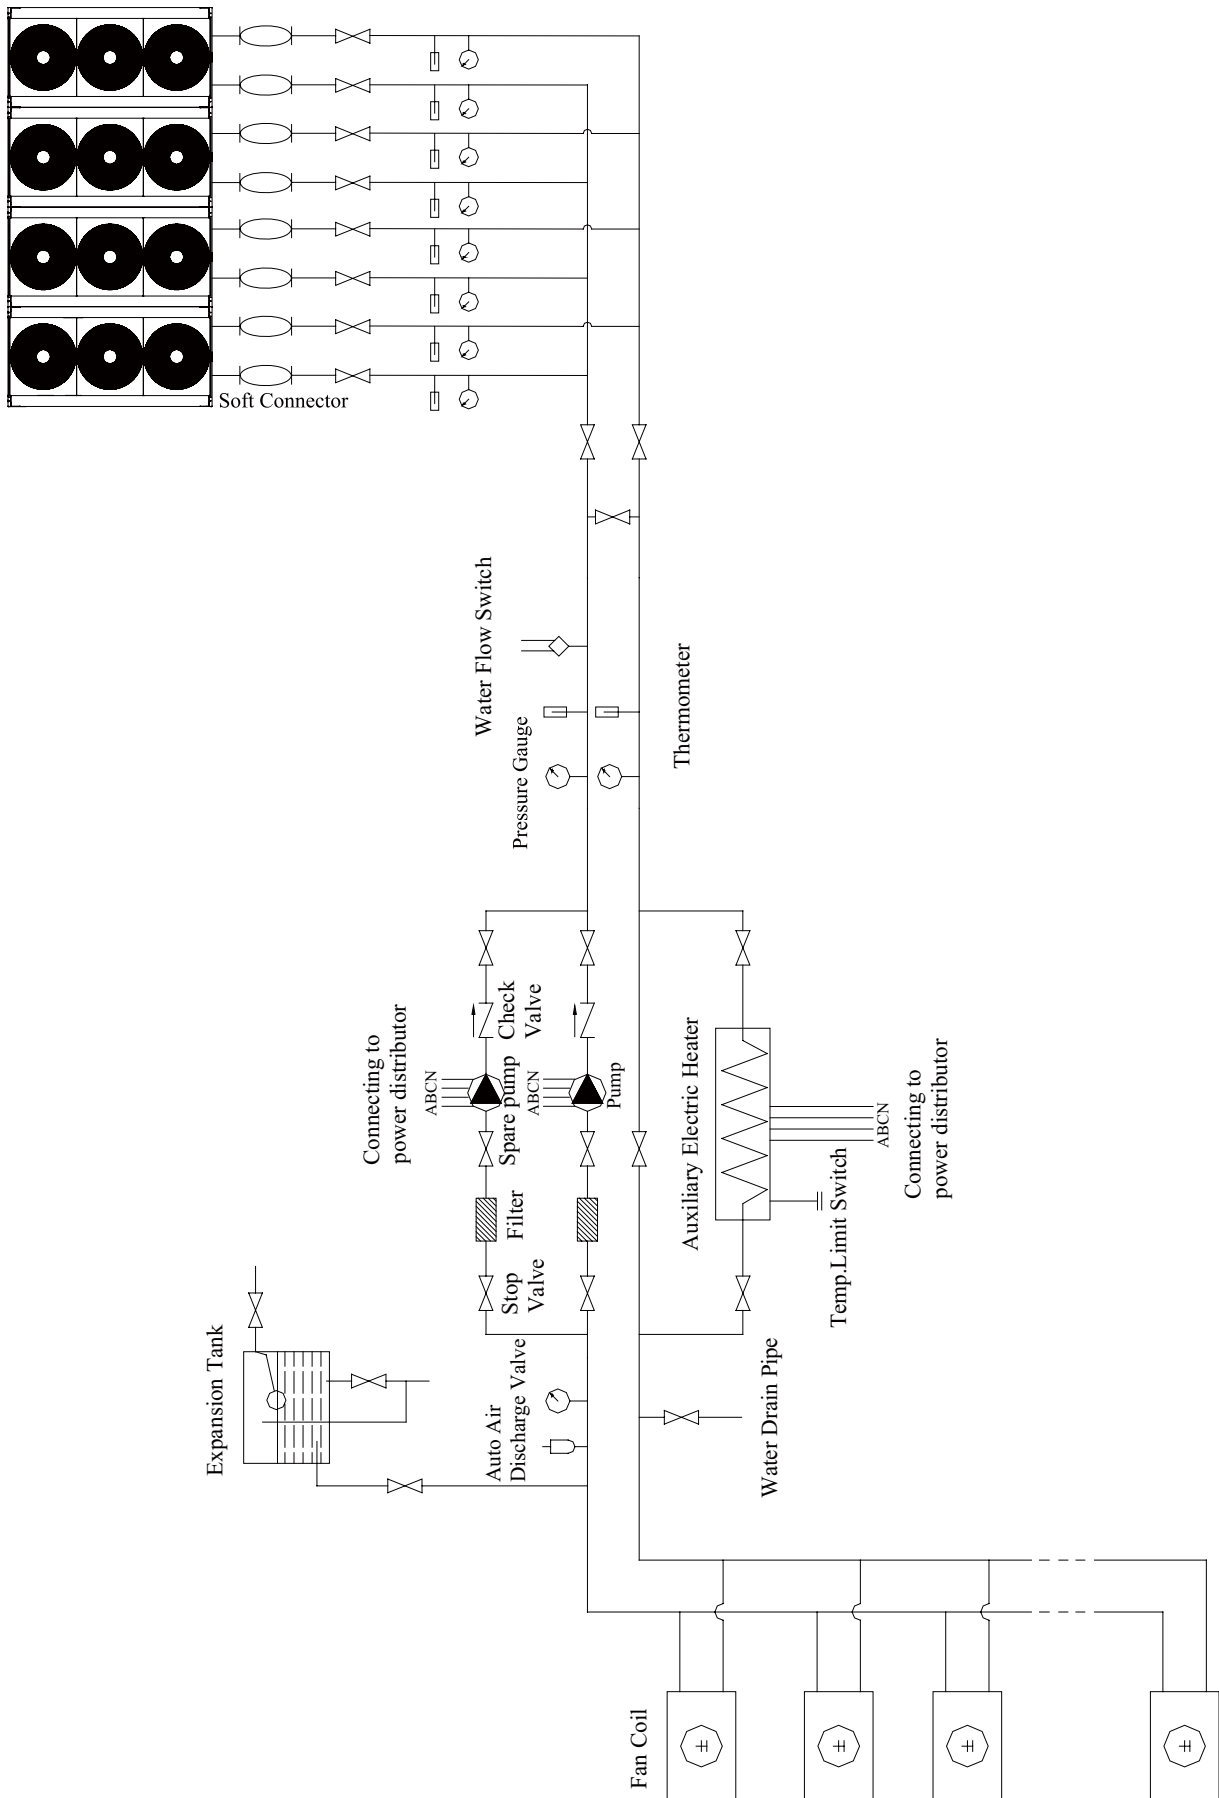 Soft Connector
Water Flow Switch
Pressure Gauge
Thermometer
Connecting to
power distributor
ABCN
Spare pump
Check
Valve
ABCN
Pump
Filter
Stop
Valve
Auxiliary Electric Heater
Temp.Limit Switch
ABCN
Connecting to
power distributor
Expansion Tank
Auto Air
Discharge Valve
Water Drain Pipe
Fan Coil